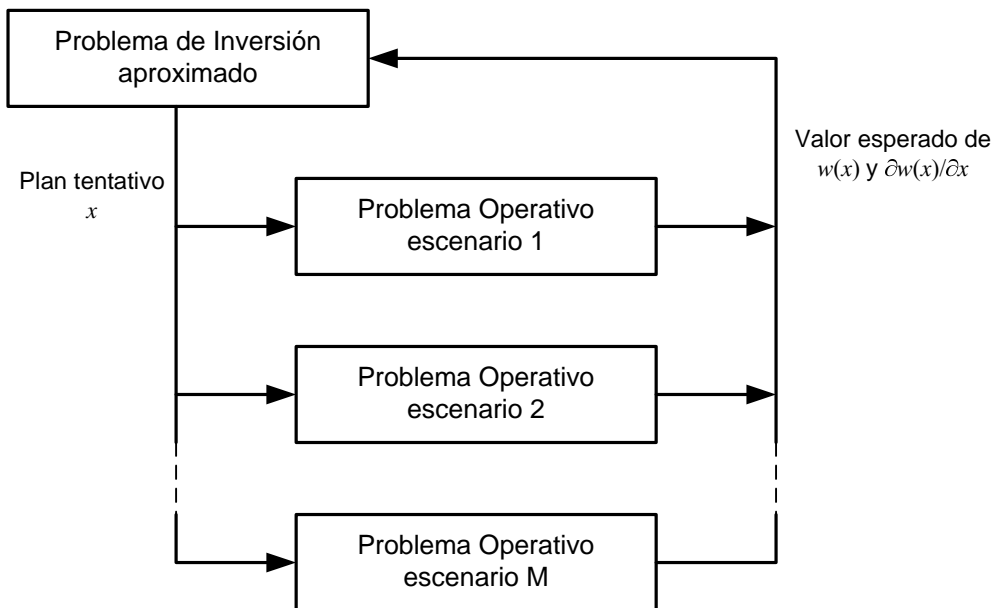 Problema de Inversión
aproximado
Plan tentativo
x
Valor esperado de
w(x) y ∂w(x)/∂x
Problema Operativo
escenario 1
Problema Operativo
escenario 2
Problema Operativo
escenario M